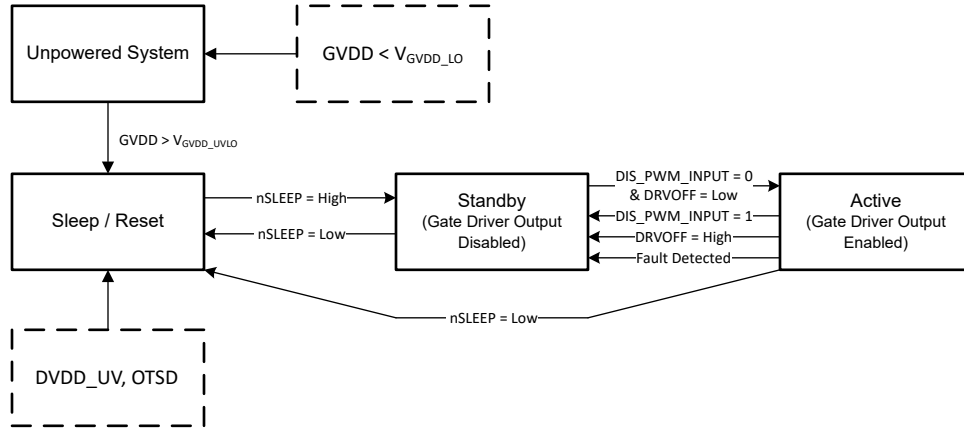 Unpowered System
GVDD < VGVDD_LO
GVDD > VGVDD_UVLO
Sleep / Reset
nSLEEP = High
nSLEEP = Low
Standby
(Gate Driver Output
Disabled)
DIS_PWM_INPUT = 0
& DRVOFF = Low
DIS_PWM_INPUT = 1
DRVOFF = High
Fault Detected
Active
(Gate Driver Output
Enabled)
nSLEEP = Low
DVDD_UV, OTSD